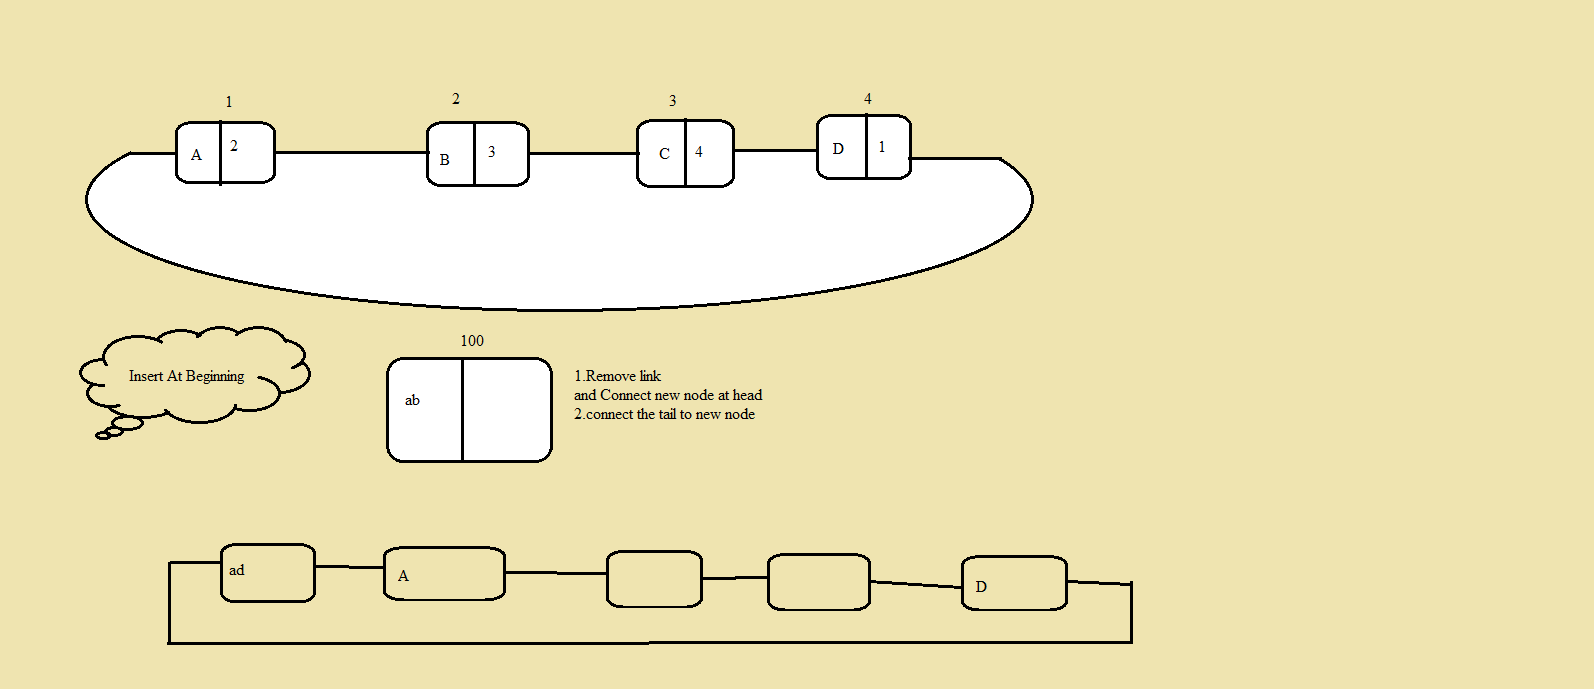 1
2
3
4
A 2
B 3
C 4
D 1
100
Insert At Beginning
ab
1.Remove link
and Connect new node at head
2.connect the tail to new node
ad
A
D